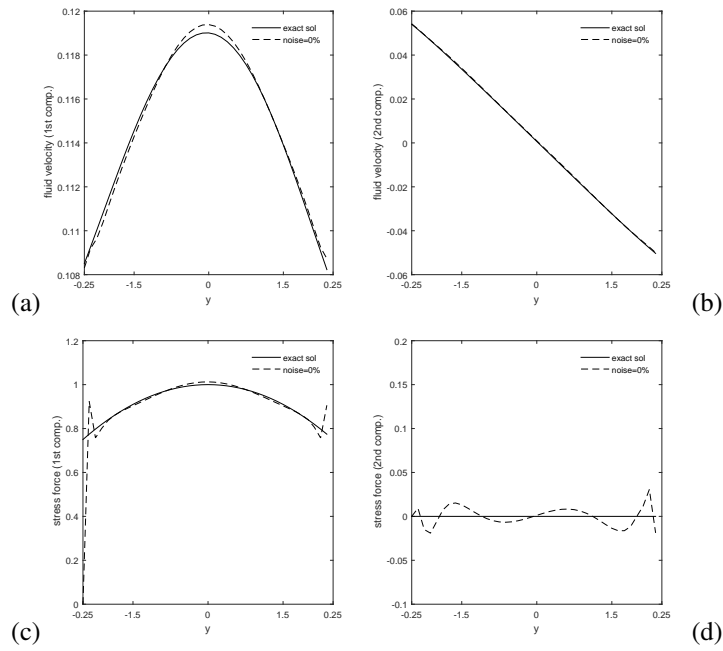 0.12
0.118
0.116
0.114
0.112
0.11
0.108
-0.25
-1.5
0
1.5
0.25
y
fluid velocity (1st comp.)
exact sol
noise=0%
(a)
0.06
0.04
0.02
0
-0.02
-0.04
-0.06
-0.25
-1.5
0
1.5
0.25
y
fluid velocity (2nd comp.)
exact sol
noise=0%
(b)
1.2
1
0.8
0.6
0.4
0.2
0
-0.25
-1.5
0
1.5
0.25
y
stress force (1st comp.)
exact sol
noise=0%
(c)
0.2
0.15
0.1
0.05
0
-0.05
-0.1
-0.25
-1.5
0
1.5
0.25
y
stress force (2nd comp.)
exact sol
noise=0%
(d)